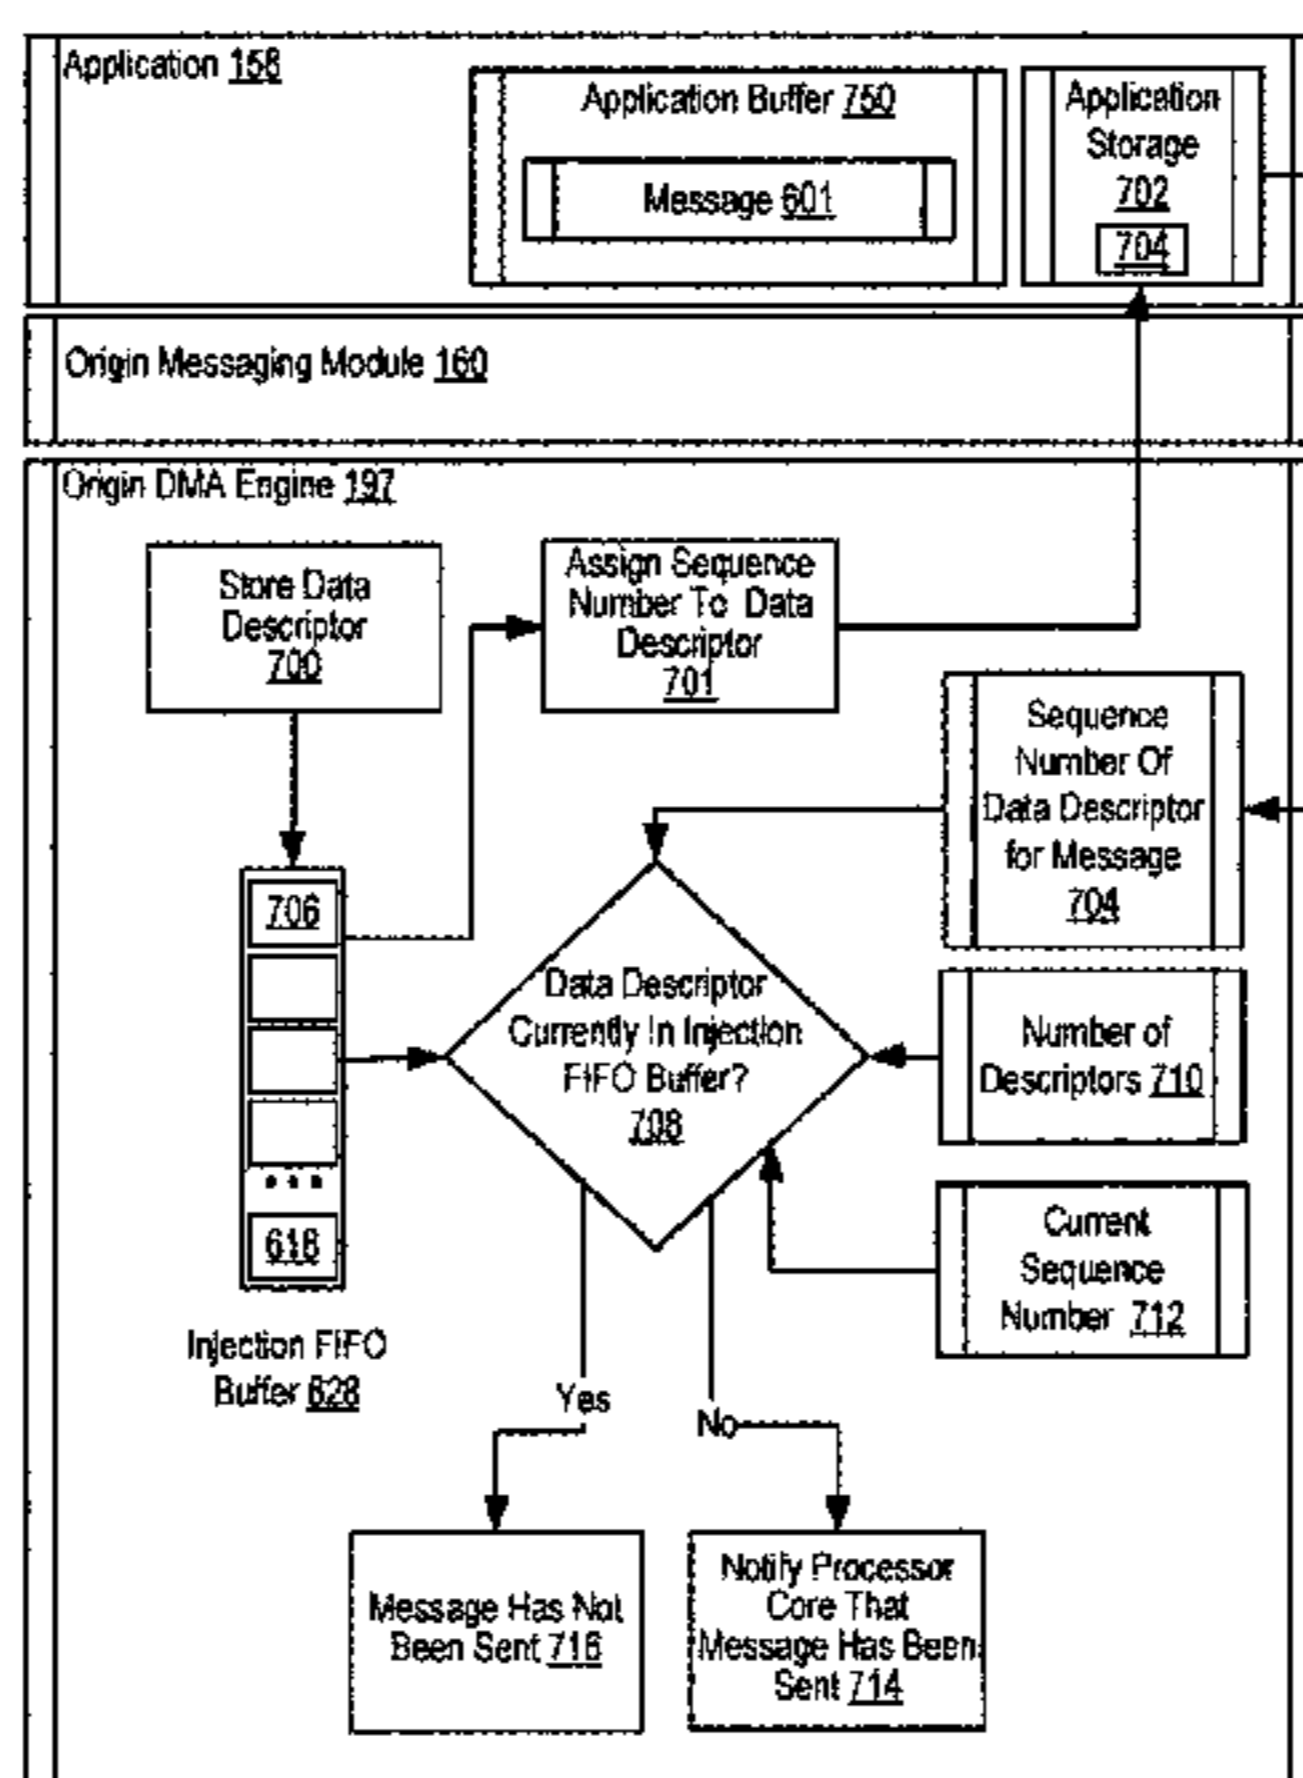 Application 158
Application Buffer 750
Message 601
Application
Storage
702
704
Origin Messaging Module 160
Origin DMA Engine 197
Store Data
Descriptor
700
Assign Sequence
Number To Data
Descriptor
701
Sequence
Number Of
Data Descriptor
for Message
704
706
Data Descriptor
Currently In Injection
FIFO Buffer?
708
Number of
Descriptors 710
...
618
Current
Sequence
Number 712
Injection FIFO
Buffer 628
Yes
No
Message Has Not
Been Sent 716
Notify Processor
Core That
Message Has Been
Sent 714